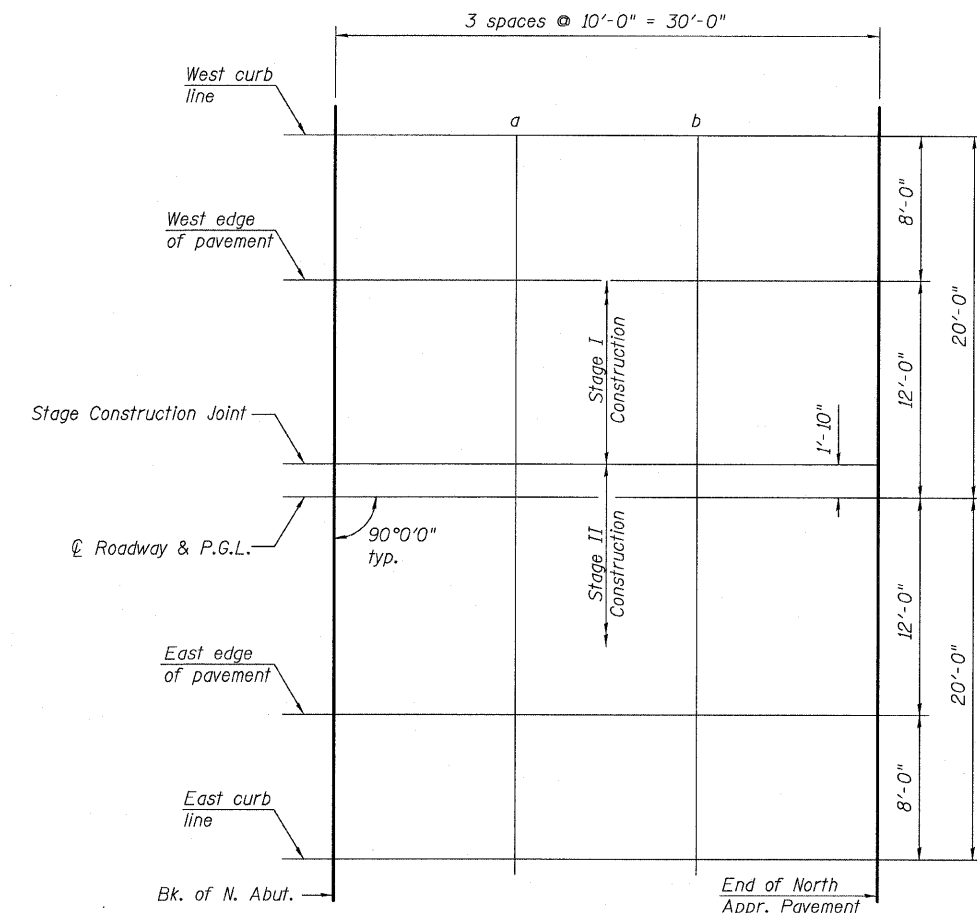 3 spaces @ 10'-0" = 30'-0"
West curb
line
a
b
8'-0"
West edge
of pavement
20'-0"
Stage I
Construction
12'-0"
Stage Construction Joint
1'-10"
℄ Roadway & P.G.L.
90°0'0"
typ.
Stage II
Construction
12'-0"
East edge
of pavement
20'-0"
8'-0"
East curb
line
Bk. of N. Abut.
End of North
Appr. Pavement